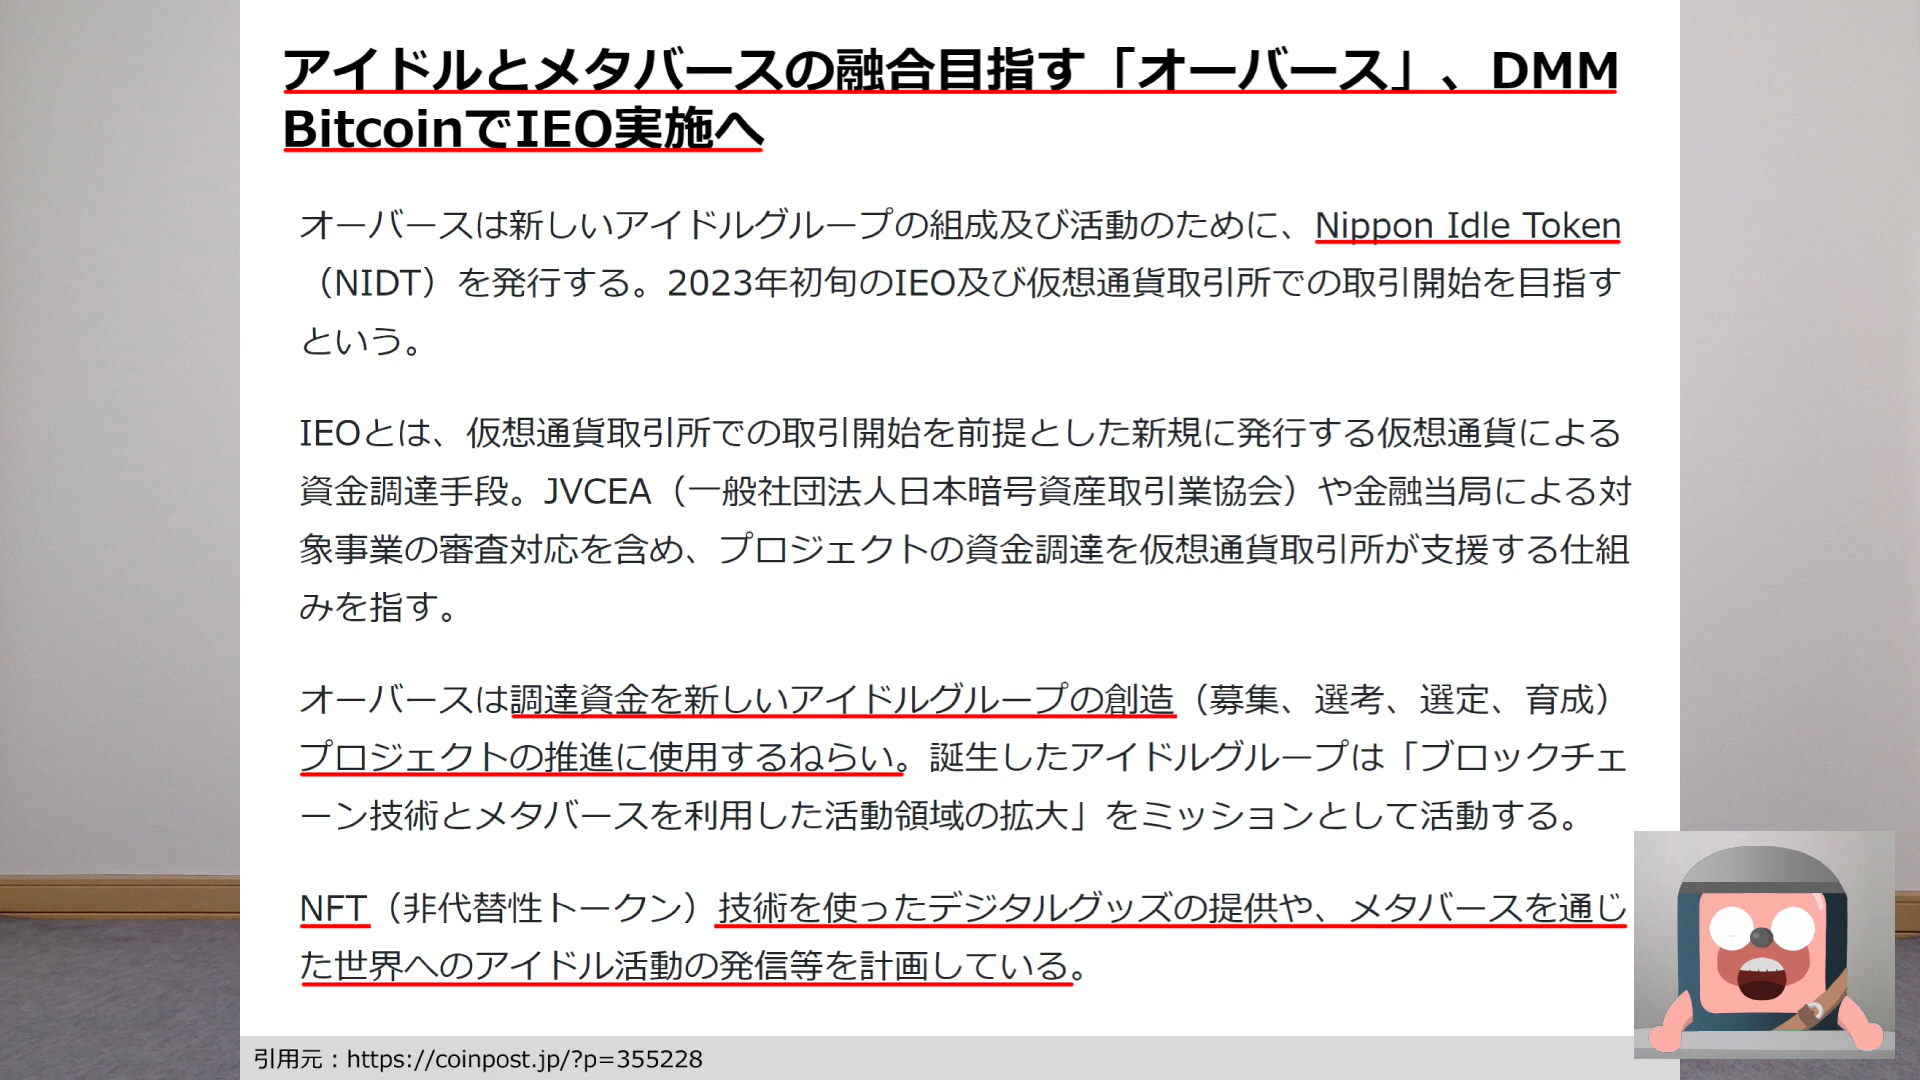 アイドルとメタバースの融合目指す「オーバース」、DMM
BitcoinでIEO実施へ
オーバースは新しいアイドルグループの組成及び活動のために、Nippon Idle Token
（NIDT）を発行する。2023年初旬のIEO及び仮想通貨取引所での取引開始を目指す
という。
IEOとは、仮想通貨取引所での取引開始を前提とした新規に発行する仮想通貨による
資金調達手段。JVCEA（一般社団法人日本暗号資産取引業協会）や金融当局による対
象事業の審査対応を含め、プロジェクトの資金調達を仮想通貨取引所が支援する仕組
みを指す。
オーバースは調達資金を新しいアイドルグループの創造（募集、選考、選定、育成）
プロジェクトの推進に使用するねらい。誕生したアイドルグループは「ブロックチェ
ーン技術とメタバースを利用した活動領域の拡大」をミッションとして活動する。
NFT（非代替性トークン）技術を使ったデジタルグッズの提供や、メタバースを通じ
た世界へのアイドル活動の発信等を計画している。
引用元：https://coinpost.jp/?p=355228